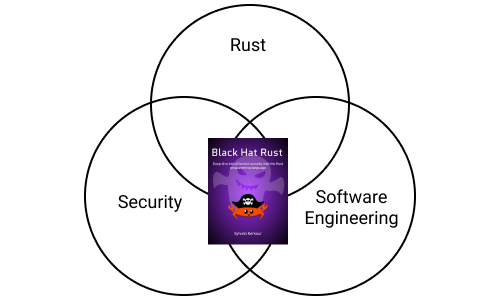 Rust
Black Hat Rust
Deep dive into offensive security with the Rust
programming language
Security
Software
Engineering
Sylvain Kerkour